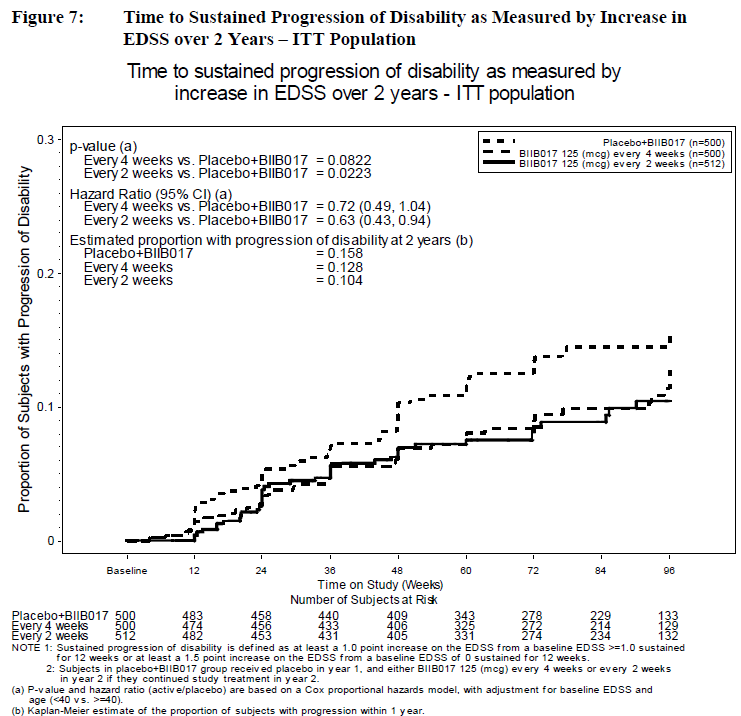 Figure 7: Time to Sustained Progression of Disability as Measured by Increase in
EDSS over 2 Years – ITT Population
Time to sustained progression of disability as measured by
increase in EDSS over 2 years - ITT population
Proportion of Subjects with Progression of Disability
0.3
0.2
0.1
0
p-value (a)
Every 4 weeks vs. Placebo+BIIB017 = 0.0822
Every 2 weeks vs. Placebo+BIIB017 = 0.0223
Hazard Ratio (95% CI) (a)
Every 4 weeks vs. Placebo+BIIB017 = 0.72 (0.49, 1.04)
Every 2 weeks vs. Placebo+BIIB017 = 0.63 (0.43, 0.94)
Estimated proportion with progression of disability at 2 years (b)
Placebo+BIIB017 = 0.158
Every 4 weeks = 0.128
Every 2 weeks = 0.104
Placebo+BIIB017 (n=500)
BIIB017 125 (mcg) every 4 weeks (n=500)
BIIB017 125 (mcg) every 2 weeks (n=512)
Baseline 12 24 36 48 60 72 84 96
Time on Study (Weeks)
Number of Subjects at Risk
Placebo+BIIB017 500 483 458 440 409 343 278 229 133
Every 4 weeks 500 474 456 433 406 325 272 214 129
Every 2 weeks 512 482 453 431 405 331 274 234 132
NOTE 1: Sustained progression of disability is defined as at least a 1.0 point increase on the EDSS from a baseline EDSS >=1.0 sustained
for 12 weeks or at least a 1.5 point increase on the EDSS from a baseline EDSS of 0 sustained for 12 weeks.
2: Subjects in placebo+BIIB017 group received placebo in year 1, and either BIIB017 125 (mcg) every 4 weeks or every 2 weeks
in year 2 if they continued study treatment in year 2.
(a) P-value and hazard ratio (active/placebo) are based on a Cox proportional hazards model, with adjustment for baseline EDSS and
age (<40 vs. >=40).
(b) Kaplan-Meier estimate of the proportion of subjects with progression within 1 year.